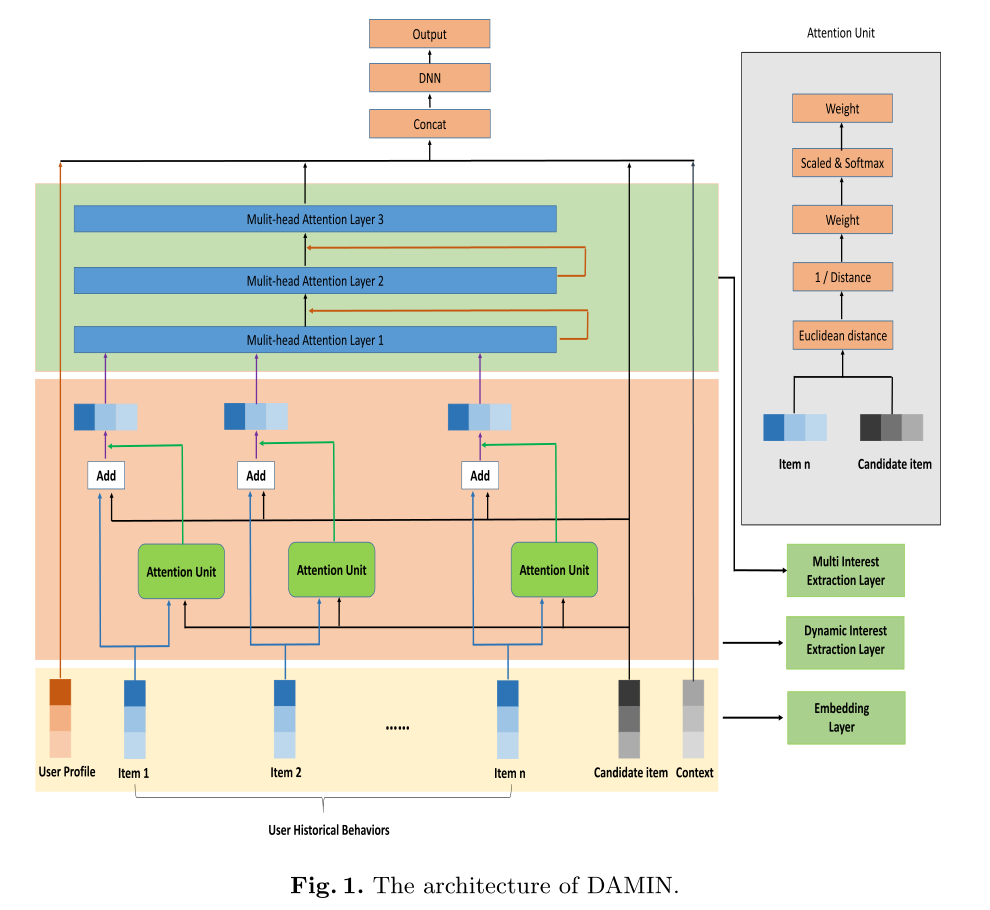 Output
DNN
Concat
Mulit-head Attention Layer 3
Mulit-head Attention Layer 2
Mulit-head Attention Layer 1
Add
Add
Add
Attention Unit
Attention Unit
Attention Unit
......
User Profile
Item 1
Item 2
Item n
Candidate item
Context
User Historical Behaviors
Attention Unit
Weight
Scaled & Softmax
Weight
1 / Distance
Euclidean distance
Item n
Candidate item
Multi Interest
Extraction Layer
Dynamic Interest
Extraction Layer
Embedding
Layer
Fig. 1. The architecture of DAMIN.